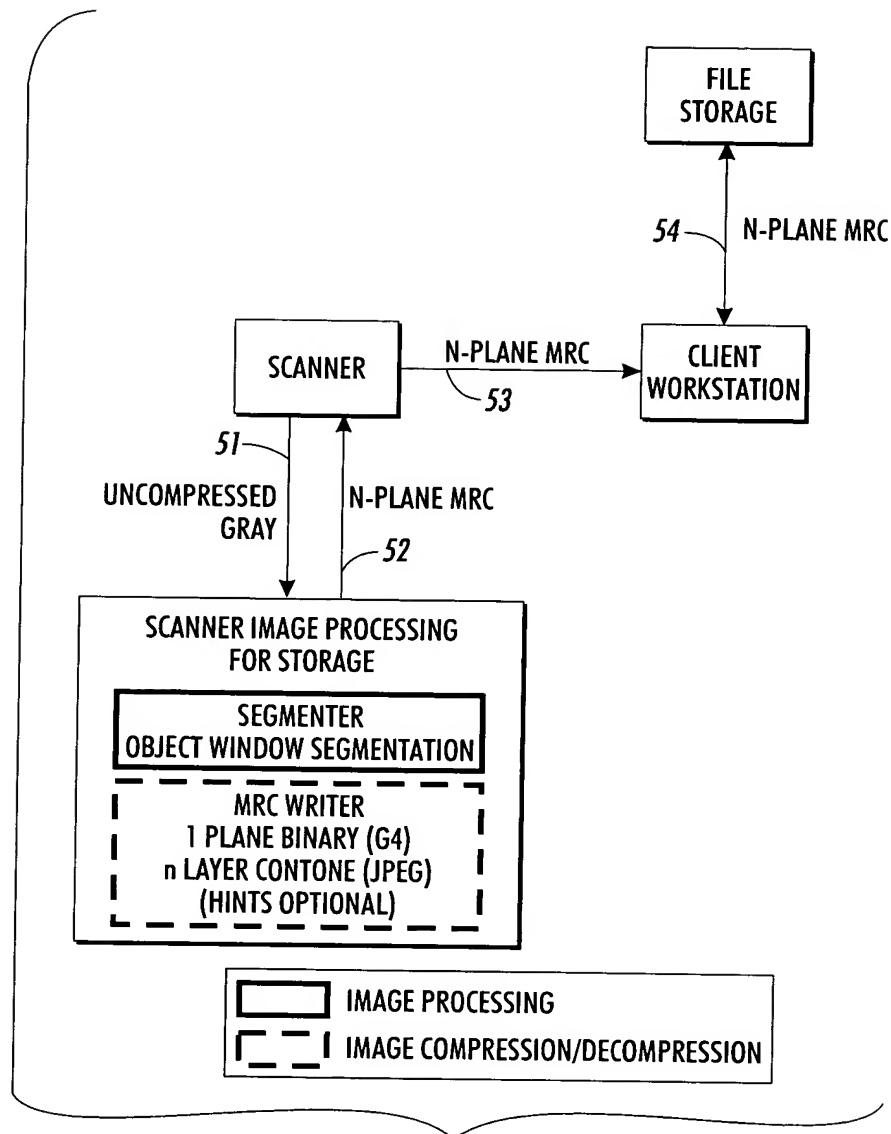 FILE
STORAGE
54
N-PLANE MRC
SCANNER
N-PLANE MRC
53
CLIENT
WORKSTATION
51
UNCOMPRESSED
GRAY
N-PLANE MRC
52
SCANNER IMAGE PROCESSING
FOR STORAGE
SEGMENTER
OBJECT WINDOW SEGMENTATION
MRC WRITER
1 PLANE BINARY (G4)
n LAYER CONTONE (JPEG)
(HINTS OPTIONAL)
IMAGE PROCESSING
IMAGE COMPRESSION/DECOMPRESSION